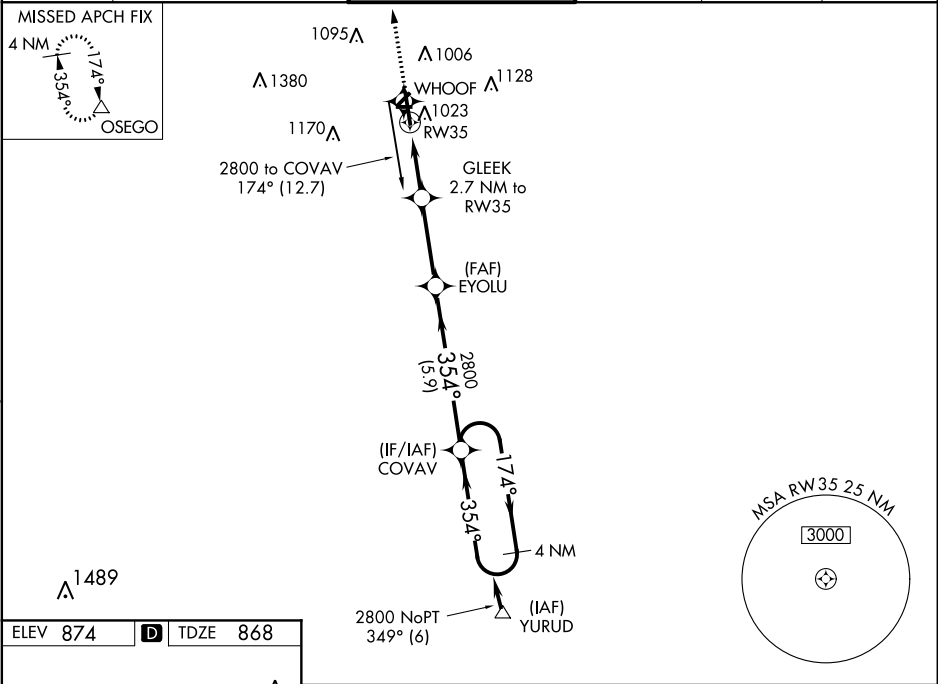 MISSED APCH FIX
4 NM
354°
174°
OSEGO
1095
1006
1380
WHOOF
1128
1023
RW35
1170
2800 to COVAV
174° (12.7)
GLEEK
2.7 NM to
RW35
(FAF)
EYOLU
2800
354°
(5.9)
(IF/IAF)
COVAV
174°
354°
4 NM
2800 NoPT
349° (6)
(IAF)
YURUD
MSA RW35 25 NM
3000
1489
ELEV 874 D TDZE 868